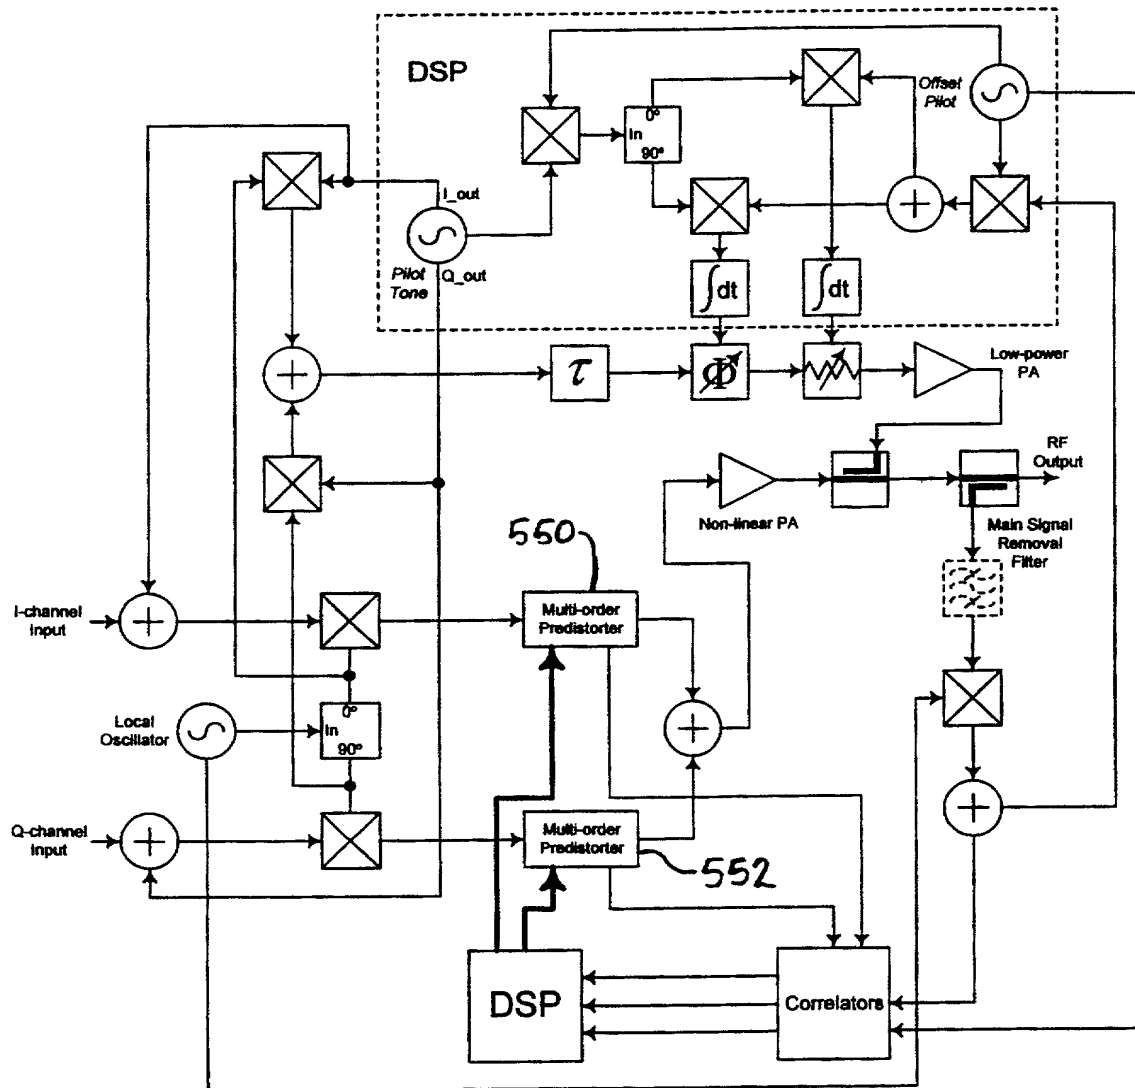 DSP
Offset
Pilot
0°
In
90°
I_out
Pilot
Tone
Q_out
∫dt
∫dt
τ
Φ
Low-power
PA
RF
Output
Non-linear PA
Main Signal
Removal
Filter
550
I-channel
Input
Multi-order
Predistorter
Local
Oscillator
0°
In
90°
Q-channel
Input
Multi-order
Predistorter
552
DSP
Correlators